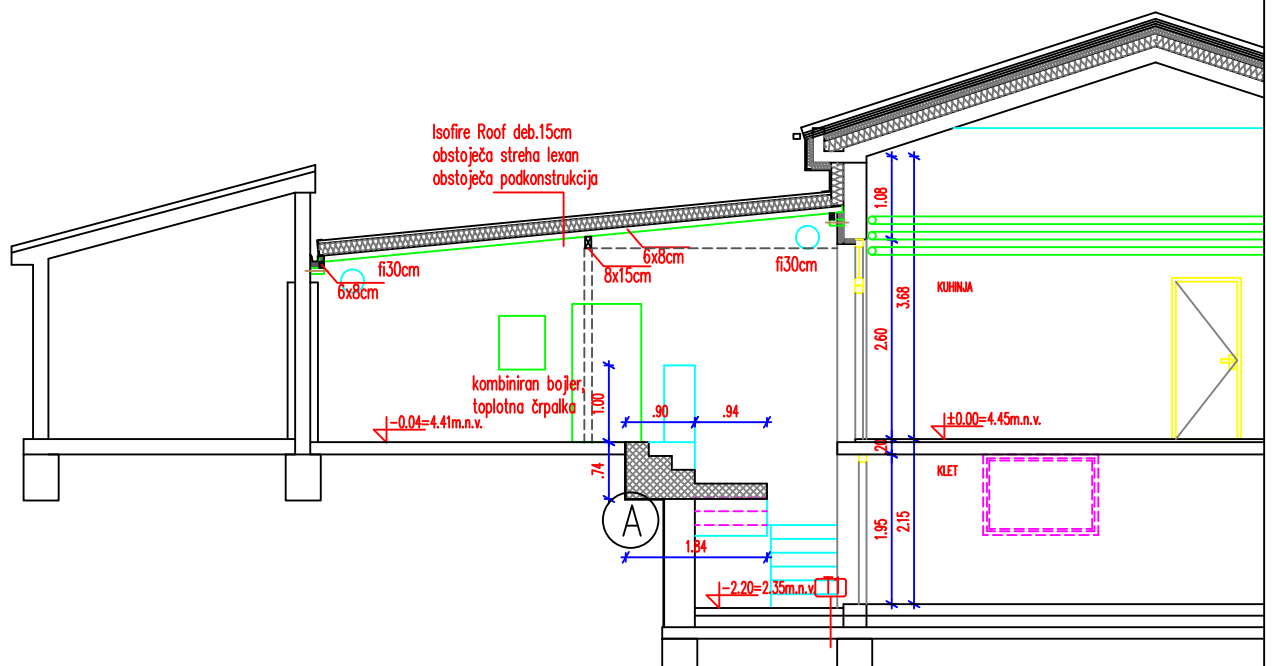 Isofire Roof deb.15cm
obstoječa streha lexan
obstoječa podkonstrukcija
1.08
6x8cm
fi30cm
fi30cm
8x15cm
6x8cm
KUHINJA
3.68
2.60
kombiniran bojler,
toplotna črpalka
1.00
.90
.94
-0.04=4.41m.n.v.
±0.00=4.45m.n.v.
.20
.74
KLET
A
1.95
2.15
1.84
-2.20=2.35m.n.v.